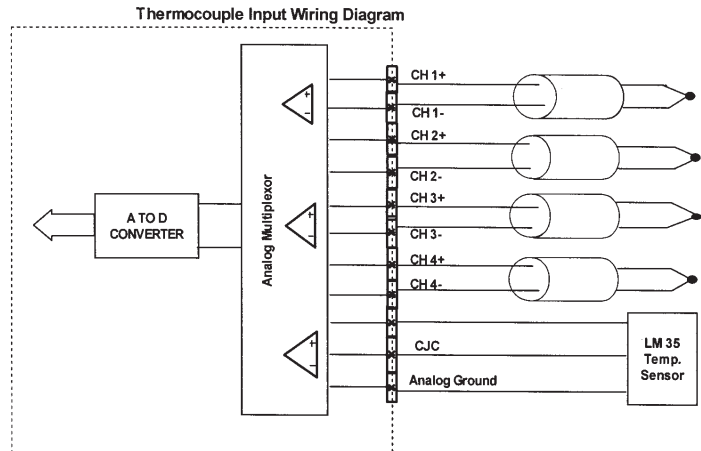 Thermocouple Input Wiring Diagram
CH 1+
CH 1-
CH 2+
CH 2-
CH 3+
CH 3-
CH 4+
CH 4-
CJC
Analog Ground
A TO D
CONVERTER
Analog Multiplexor
+
−
+
−
+
−
LM 35
Temp.
Sensor